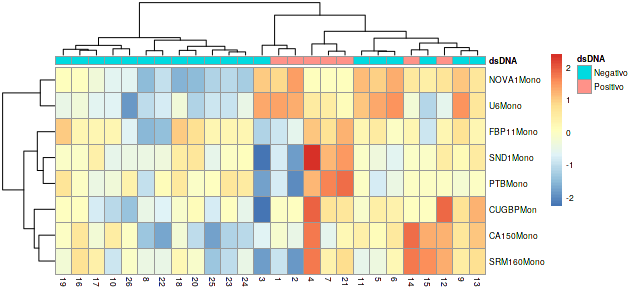 dsDNA
NOVA1Mono
U6Mono
FBP11Mono
SND1Mono
PTBMono
CUGBPMon
CA150Mono
SRM160Mono
19 16 17 10 26 8 22 18 20 25 23 24 3 1 2 4 7 21 11 5 6 14 15 12 9 13
2
1
0
-1
-2
dsDNA
Negativo
Positivo